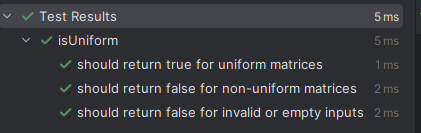 Test Results 5 ms
isUniform 5 ms
should return true for uniform matrices 1 ms
should return false for non-uniform matrices 2 ms
should return false for invalid or empty inputs 2 ms